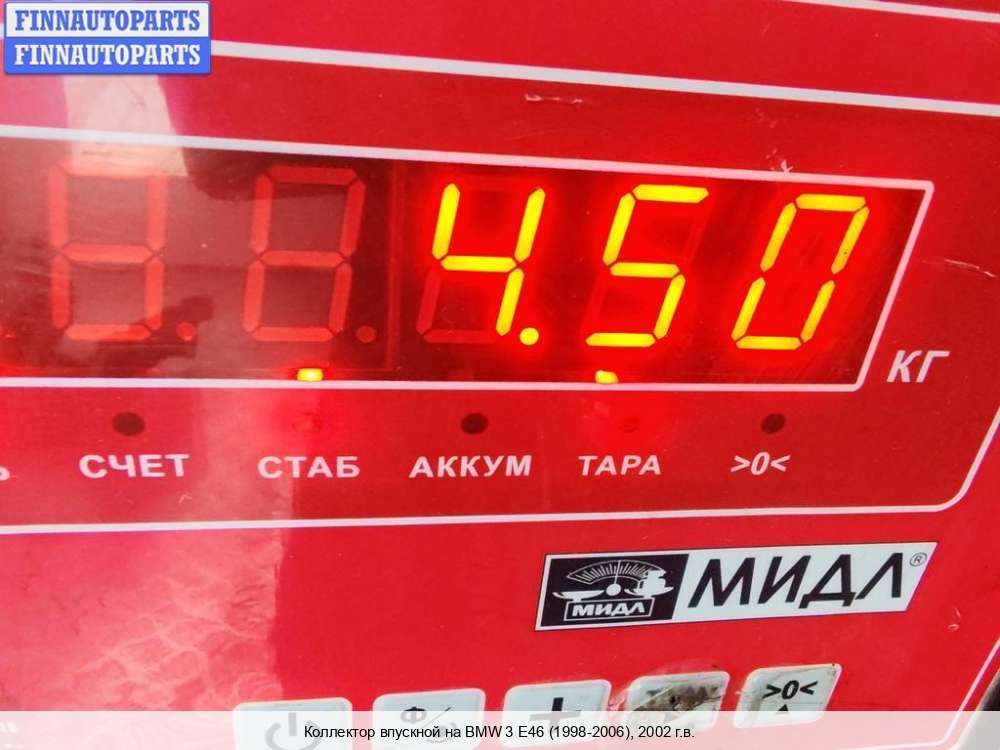 FINNAUTOPARTS
FINNAUTOPARTS
4.50
КГ
СЧЕТ СТАБ АККУМ ТАРА >0<
МИДЛ МИДЛ®
>0<
Коллектор впускной на BMW 3 E46 (1998-2006), 2002 г.в.